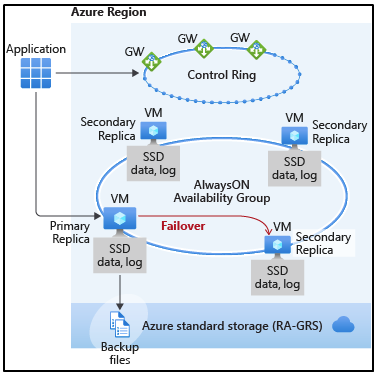 Azure Region
GW
GW
GW
Application
Control Ring
VM
Secondary
Replica
SSD
data, log
VM
Secondary
Replica
SSD
data, log
AlwaysON
Availability Group
VM
Primary
Replica
SSD
data, log
Failover
VM
Secondary
Replica
SSD
data, log
Azure standard storage (RA-GRS)
Backup
files